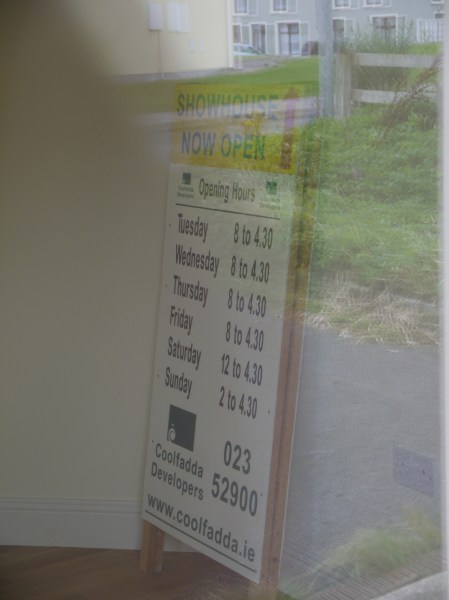 SHOWHOUSE
NOW OPEN
Opening Hours
Tuesday 8 to 4.30
Wednesday 8 to 4.30
Thursday 8 to 4.30
Friday 8 to 4.30
Saturday 12 to 4.30
Sunday 2 to 4.30
Coolfadda
Developers
023
52900
www.coolfadda.ie